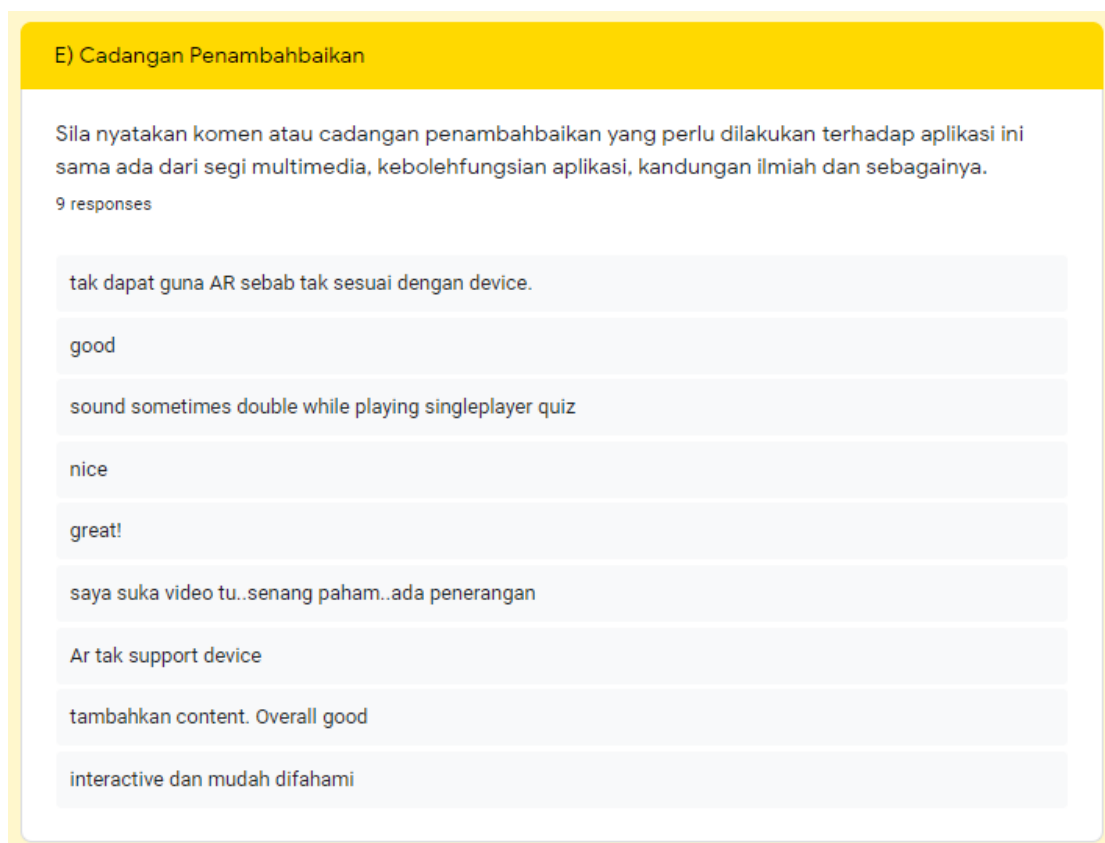 E) Cadangan Penambahbaikan
Sila nyatakan komen atau cadangan penambahbaikan yang perlu dilakukan terhadap aplikasi ini
sama ada dari segi multimedia, kebolehfungsian aplikasi, kandungan ilmiah dan sebagainya.
9 responses
tak dapat guna AR sebab tak sesuai dengan device.
good
sound sometimes double while playing singleplayer quiz
nice
great!
saya suka video tu..senang paham..ada penerangan
Ar tak support device
tambahkan content. Overall good
interactive dan mudah difahami